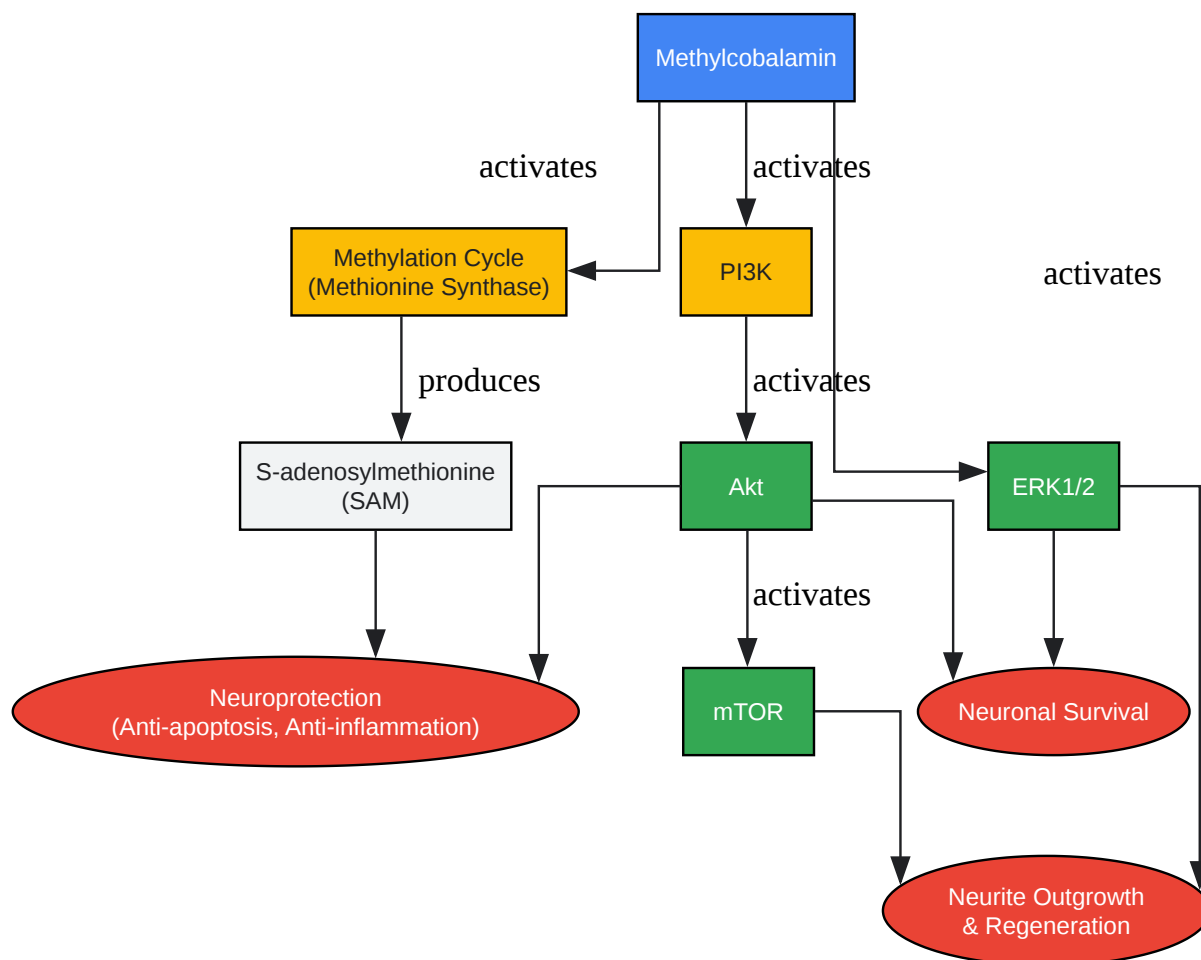 Methylcobalamin
activates
activates
Methylation Cycle
(Methionine Synthase)
PI3K
activates
produces
activates
S-adenosylmethionine
(SAM)
Akt
ERK1/2
activates
Neuroprotection
(Anti-apoptosis, Anti-inflammation)
mTOR
Neuronal Survival
Neurite Outgrowth
& Regeneration